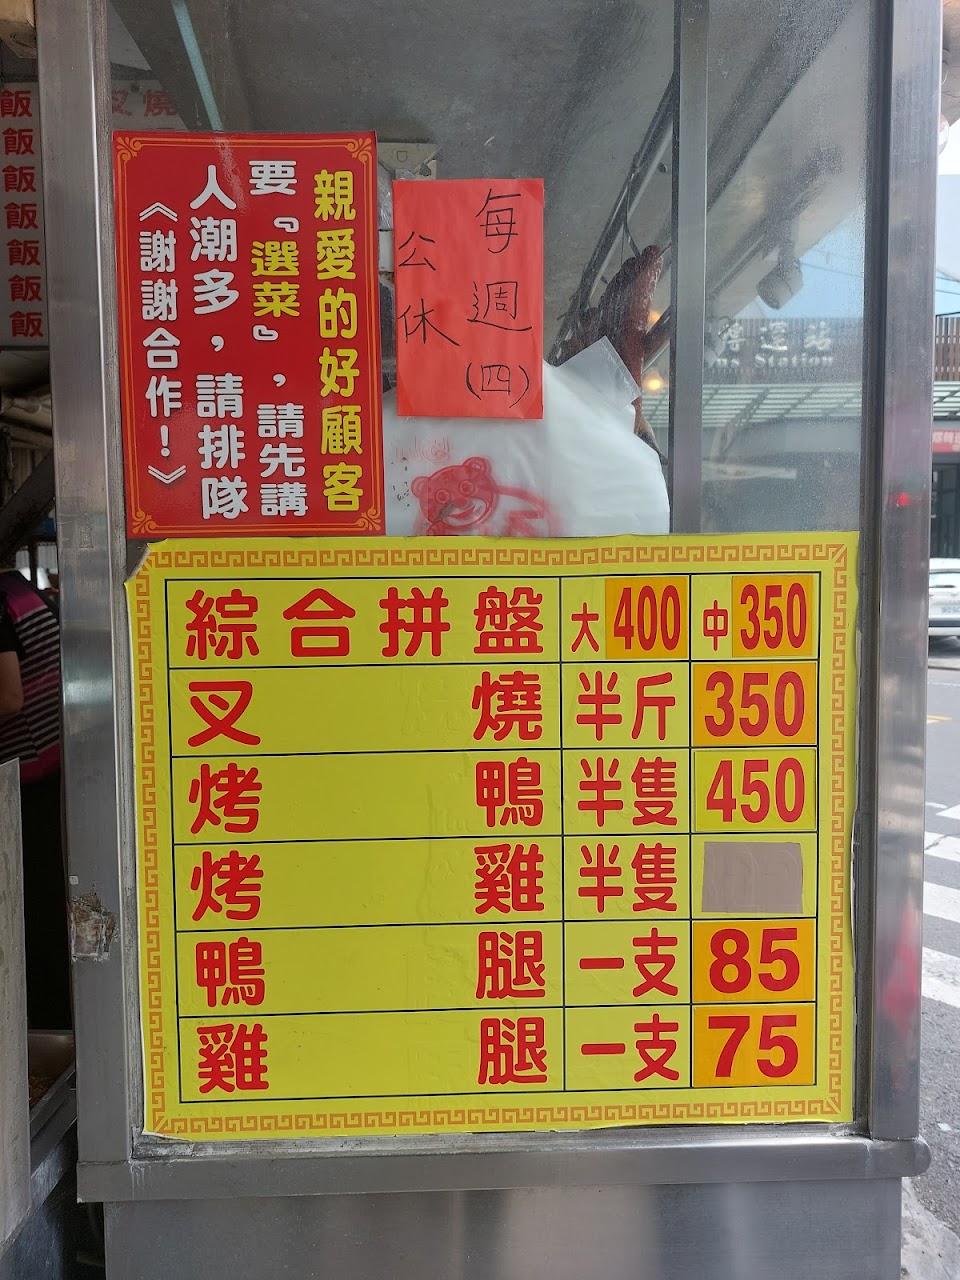 親愛的好顧客
要『選菜』，請先講
人潮多，請排隊
《謝謝合作！》
每週(四)
公休
綜合拼盤 大400 中350
叉燒 半斤 350
烤鴨 半隻 450
烤雞 半隻
鴨腿 一支 85
雞腿 一支 75
飯
飯
飯
飯
飯
飯
飯
叉燒
Station